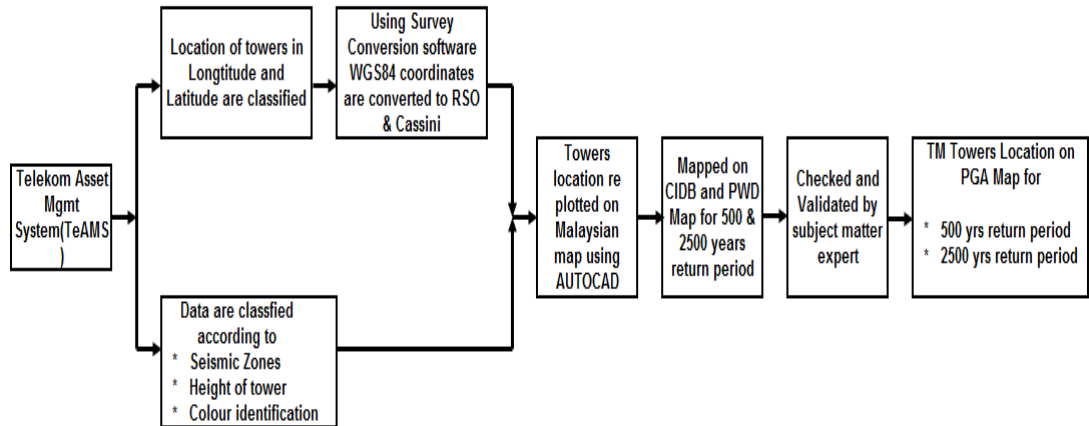 Telekom Asset
Mgmt
System(TeAMS
)
Location of towers in
Longtitude and
Latitude are classified
Using Survey
Conversion software
WGS84 coordinates
are converted to RSO
& Cassini
Data are classfied
according to
* Seismic Zones
* Height of tower
* Colour identification
Towers
location re
plotted on
Malaysian
map using
AUTOCAD
Mapped on
CIDB and PWD
Map for 500 &
2500 years
return period
Checked and
Validated by
subject matter
expert
TM Towers Location on
PGA Map for
* 500 yrs return period
* 2500 yrs return period